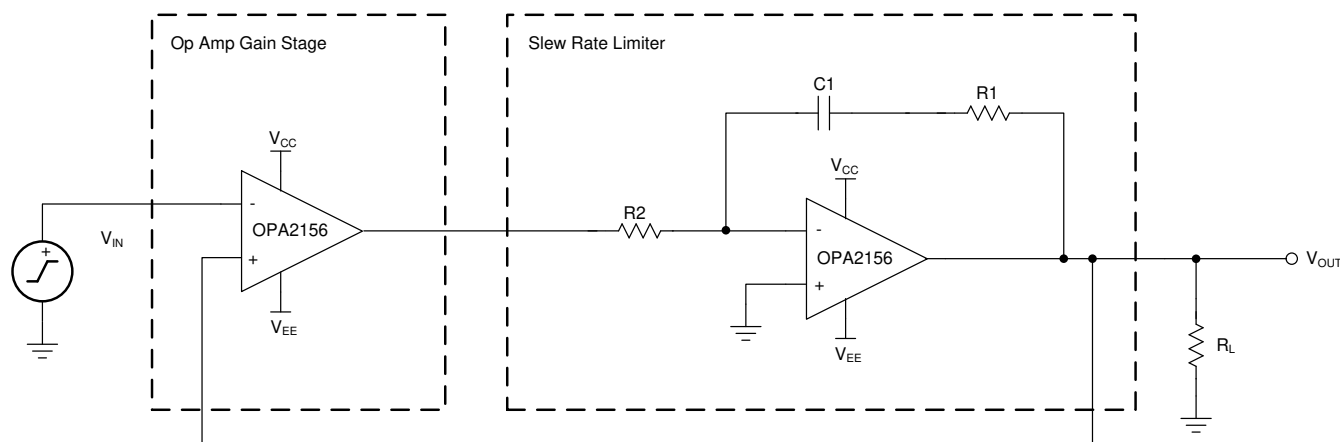 Op Amp Gain Stage
Slew Rate Limiter
C1
R1
VCC
VCC
R2
-
-
VIN
+
OPA2156
OPA2156
+
+
VOUT
VEE
VEE
RL